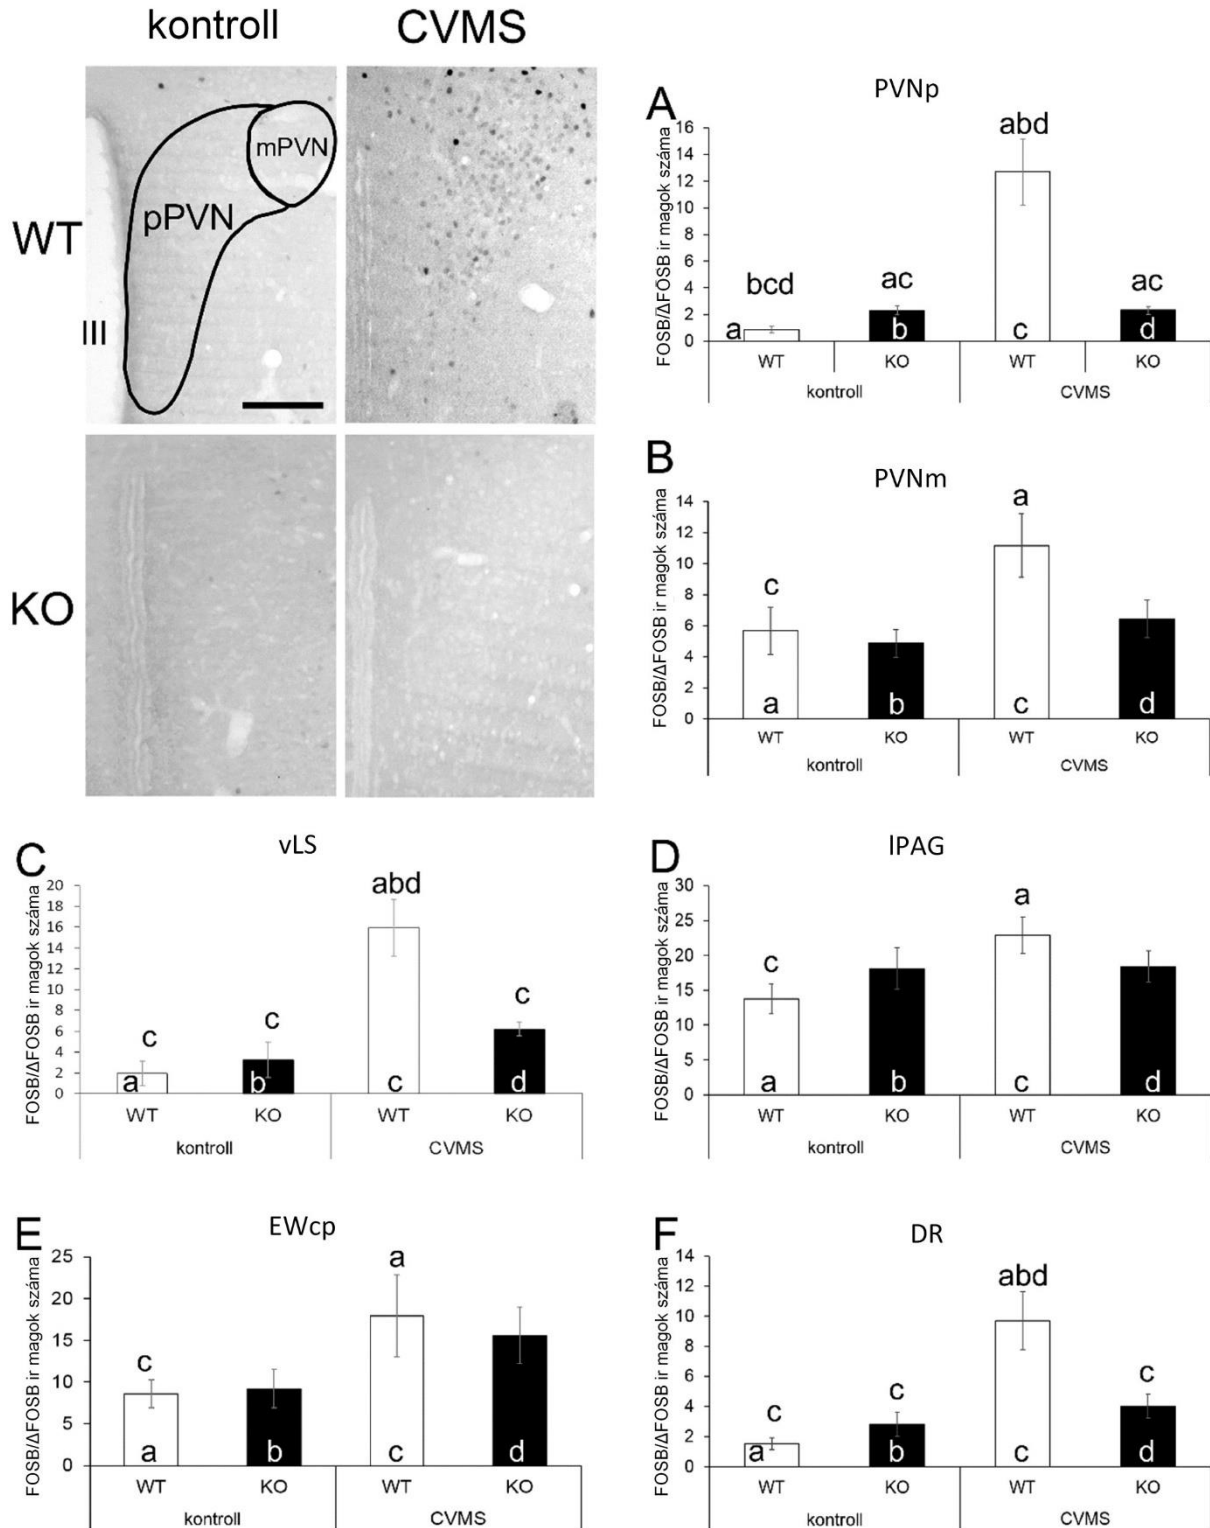 kontroll CVMS
WT
mPVN
pPVN
III
KO
A PVNp
abd
FOSB/ΔFOSB ir magok száma
16
14
12
10
8
6
4
2
0
bcd ac ac
a b c d
WT KO WT KO
kontroll CVMS
B PVNm
a
FOSB/ΔFOSB ir magok száma
14
12
10
8
6
4
2
0
c
a b c d
WT KO WT KO
kontroll CVMS
C vLS
abd
FOSB/ΔFOSB ir magok száma
20
18
16
14
12
10
8
6
4
2
0
c c c
a b c d
WT KO WT KO
kontroll CVMS
D lPAG
a
FOSB/ΔFOSB ir magok száma
30
25
20
15
10
5
0
c
a b c d
WT KO WT KO
kontroll CVMS
E EWcp
a
FOSB/ΔFOSB ir magok száma
25
20
15
10
5
0
c
a b c d
WT KO WT KO
kontroll CVMS
F DR
abd
FOSB/ΔFOSB ir magok száma
14
12
10
8
6
4
2
0
c c c
a b c d
WT KO WT KO
kontroll CVMS